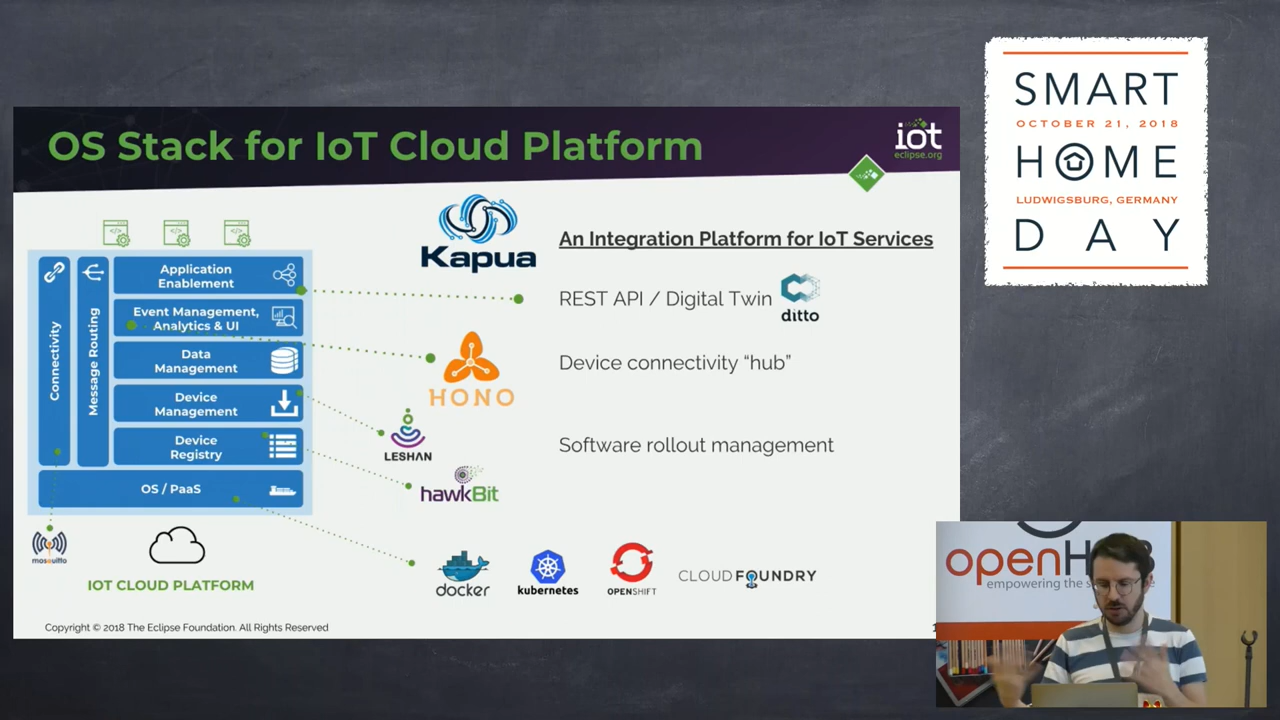 OS Stack for IoT Cloud Platform
iot
eclipse.org
Kapua
An Integration Platform for IoT Services
Application
Enablement
REST API / Digital Twin
ditto
Event Management,
Analytics & UI
Connectivity
Message Routing
Data
Management
HONO
Device connectivity “hub”
Device
Management
LESHAN
Software rollout management
Device
Registry
hawkBit
OS / PaaS
mosquitto
IOT CLOUD PLATFORM
docker
kubernetes
OPENSHIFT
CLOUD FOUNDRY
Copyright © 2018 The Eclipse Foundation. All Rights Reserved
SMART
OCTOBER 21, 2018
HOME
LUDWIGSBURG, GERMANY
DAY
openHAB
empowering the s